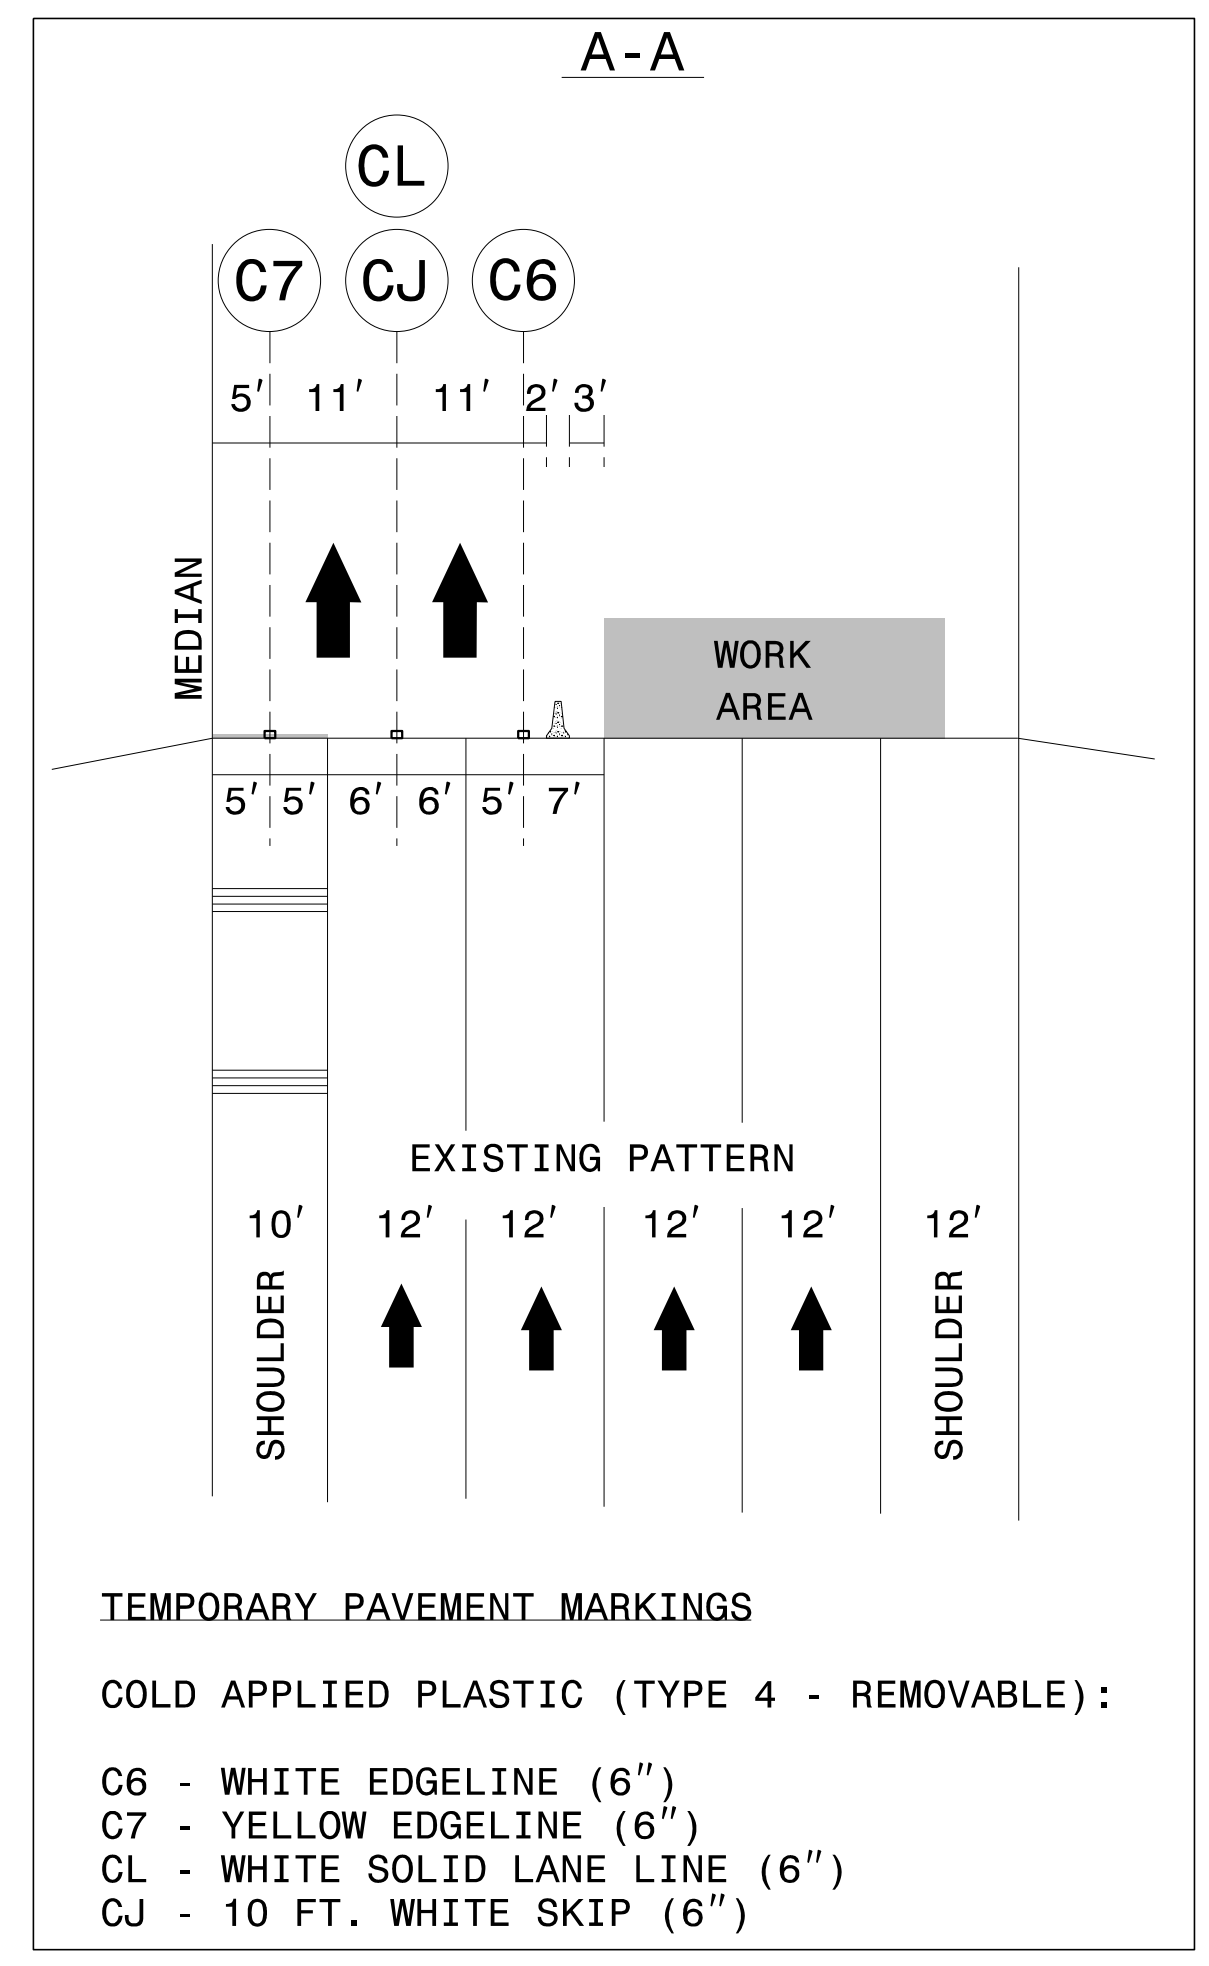 A-A
CL
C7 CJ C6
5' 11' 11' 2' 3'
MEDIAN
WORK
AREA
5' 5' 6' 6' 5' 7'
EXISTING PATTERN
10' 12' 12' 12' 12' 12'
SHOULDER
SHOULDER
TEMPORARY PAVEMENT MARKINGS
COLD APPLIED PLASTIC (TYPE 4 - REMOVABLE):
C6 - WHITE EDGELINE (6")
C7 - YELLOW EDGELINE (6")
CL - WHITE SOLID LANE LINE (6")
CJ - 10 FT. WHITE SKIP (6")